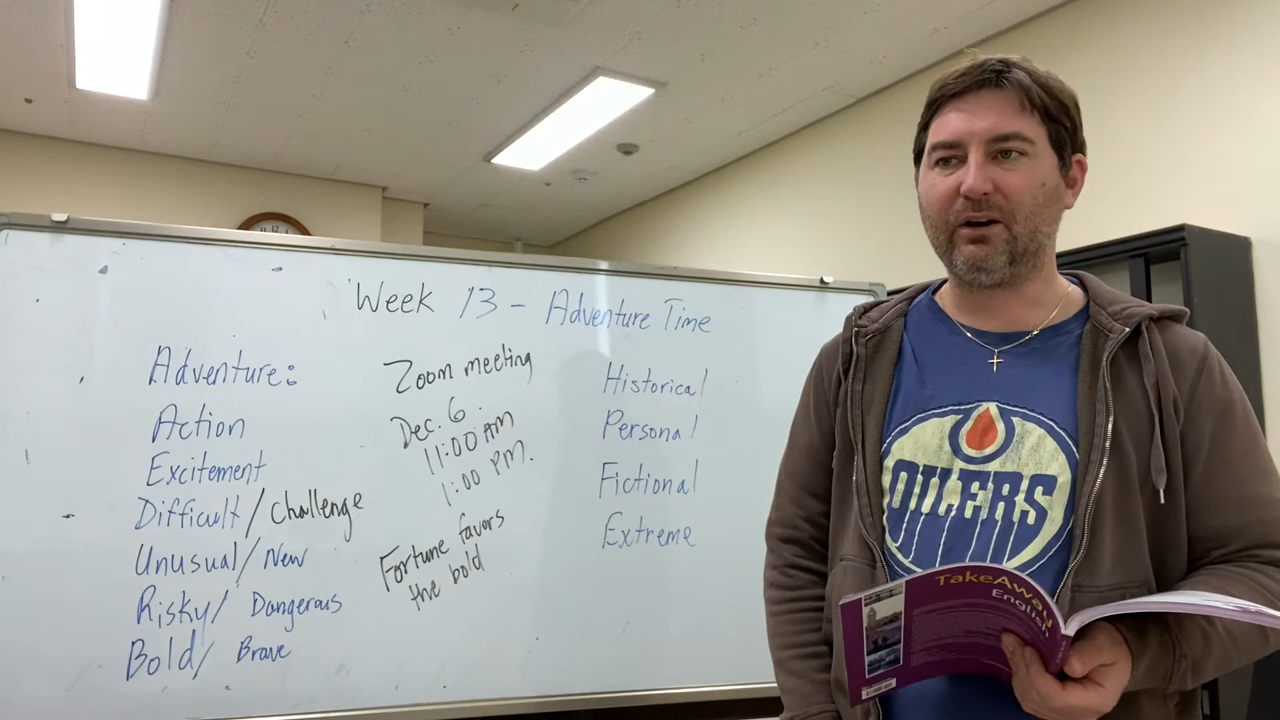 Week 13 - Adventure Time
Adventure:
Action
Excitement
Difficult/challenge
Unusual/New
Risky/ Dangerous
Bold/ Brave
Zoom meeting
Dec. 6.
11:00 AM
1:00 PM.
Fortune favors
the bold
Historical
Personal
Fictional
Extreme
OILERS
TakeAway
English